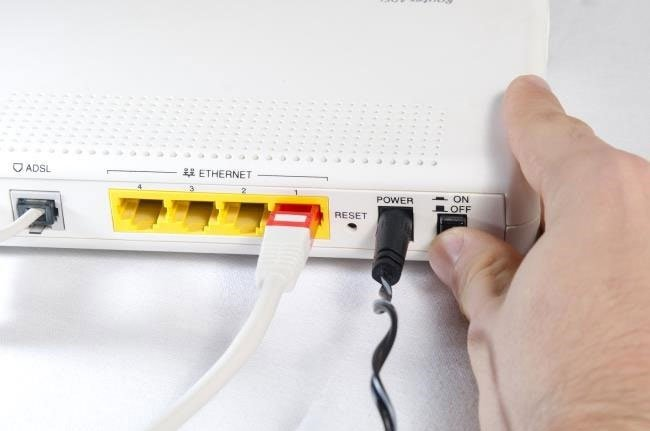 ADSL
ETHERNET
4 3 2 1
RESET
POWER
ON
OFF